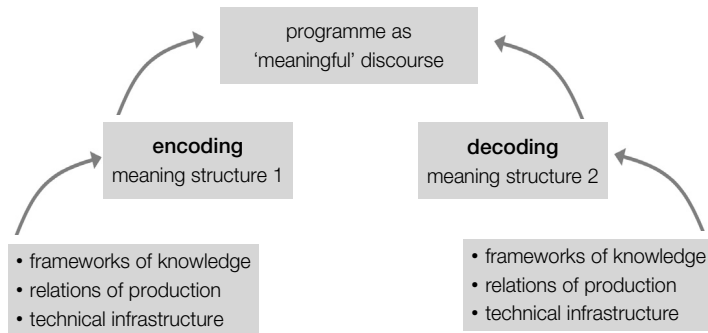 programme as
‘meaningful’ discourse
encoding
meaning structure 1
decoding
meaning structure 2
• frameworks of knowledge
• relations of production
• technical infrastructure
• frameworks of knowledge
• relations of production
• technical infrastructure